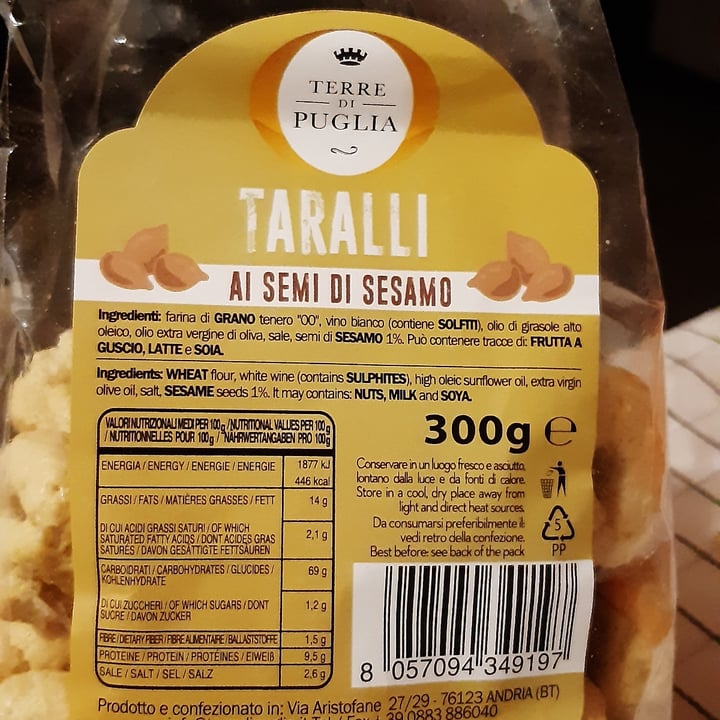 TERRE
DI
PUGLIA
TARALLI
AI SEMI DI SESAMO
Ingredienti: farina di GRANO tenero "00", vino bianco (contiene SOLFITI), olio di girasole alto
oleico, olio extra vergine di oliva, sale, semi di SESAMO 1%. Può contenere tracce di: FRUTTA A
GUSCIO, LATTE e SOIA.
Ingredients: WHEAT flour, white wine (contains SULPHITES), high oleic sunflower oil, extra virgin
olive oil, salt, SESAME seeds 1%. It may contains: NUTS, MILK and SOYA.
VALORI NUTRIZIONALI MEDI PER 100g / NUTRITIONAL VALUES PER 100 g
/ NUTRITIONNELLES POUR 100g / NÄHRWERTANGABEN PRO 100g
ENERGIA / ENERGY / ENERGIE / ENERGIE 1877 kJ
446 kcal
GRASSI / FATS / MATIÈRES GRASSES / FETT 14 g
DI CUI ACIDI GRASSI SATURI / OF WHICH
SATURATED FATTY ACIDS / DONT ACIDES GRAS 2,1 g
SATURÉS / DAVON GESÄTTIGTE FETTSÄUREN
CARBOIDRATI / CARBOHYDRATES / GLUCIDES / 69 g
KOHLENHYDRATE
DI CUI ZUCCHERI / OF WHICH SUGARS / DONT 1,2 g
SUCRE / DAVON ZUCKER
FIBRE / DIETARY FIBER / FIBRE ALIMENTAIRE / BALLASTSTOFFE 1,5 g
PROTEINE / PROTEIN / PROTÉINES / EIWEIß 9,5 g
SALE / SALT / SEL / SALZ 2,6 g
300g e
Conservare in un luogo fresco e asciutto,
lontano dalla luce e da fonti di calore.
Store in a cool, dry place away from
light and direct heat sources.
Da consumarsi preferibilmente il:
vedi retro della confezione.
Best before: see back of the pack
5
PP
8 057094 349197
Prodotto e confezionato in: Via Aristofane 27/29 - 76123 ANDRIA (BT)
39 0883 886040